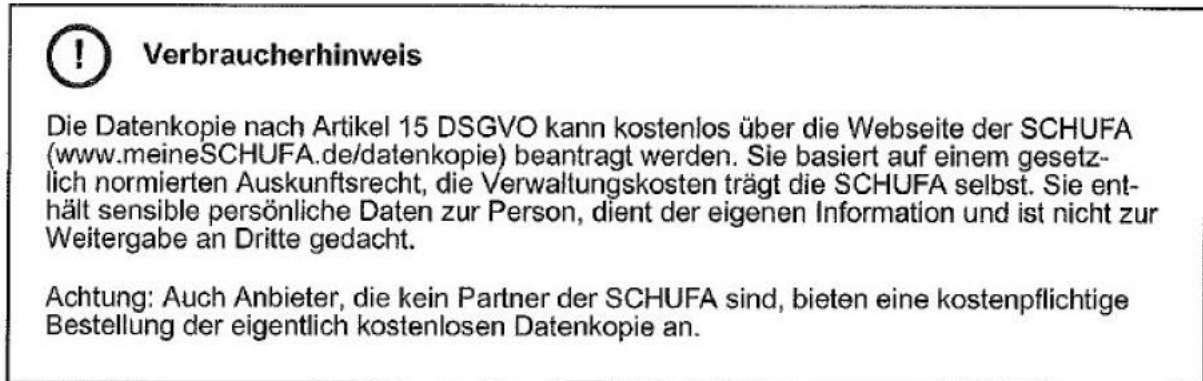 ! Verbraucherhinweis
Die Datenkopie nach Artikel 15 DSGVO kann kostenlos über die Webseite der SCHUFA
(www.meineSCHUFA.de/datenkopie) beantragt werden. Sie basiert auf einem gesetz-
lich normierten Auskunftsrecht, die Verwaltungskosten trägt die SCHUFA selbst. Sie ent-
hält sensible persönliche Daten zur Person, dient der eigenen Information und ist nicht zur
Weitergabe an Dritte gedacht.
Achtung: Auch Anbieter, die kein Partner der SCHUFA sind, bieten eine kostenpflichtige
Bestellung der eigentlich kostenlosen Datenkopie an.